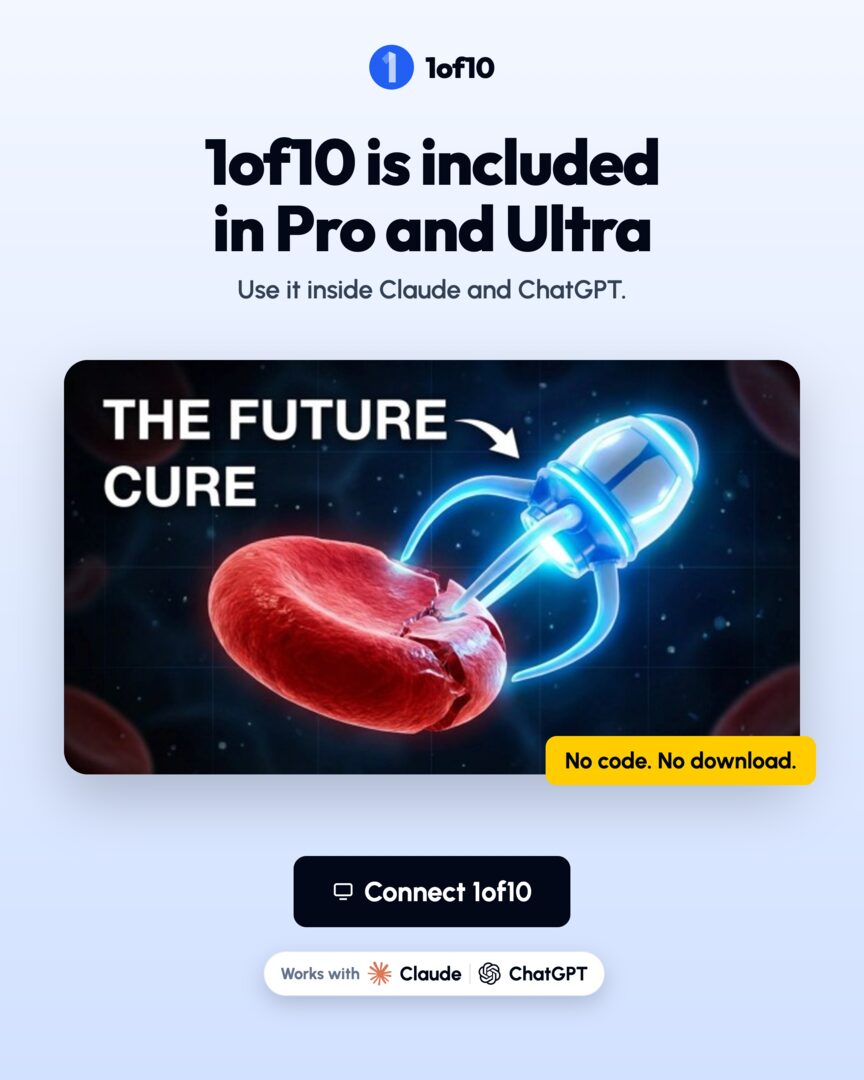 1of10
1of10 is included
in Pro and Ultra
Use it inside Claude and ChatGPT.
THE FUTURE
CURE
No code. No download.
Connect 1of10
Works with Claude ChatGPT